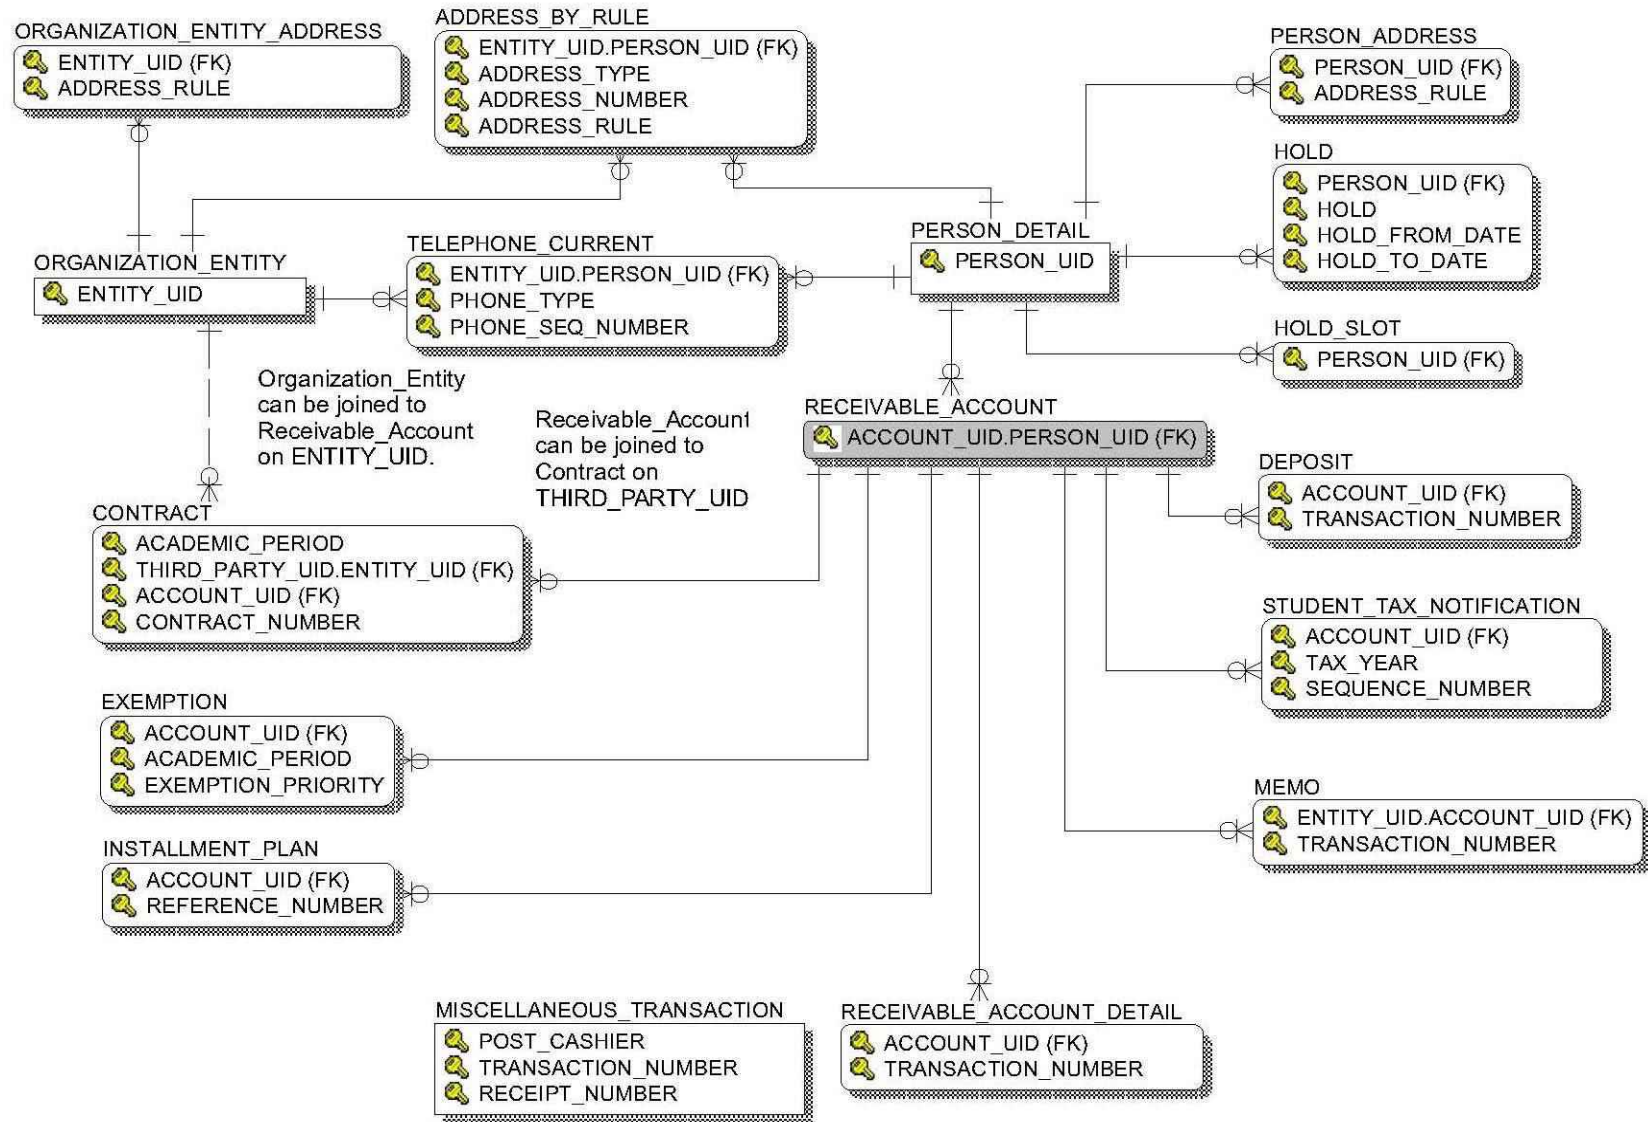 ORGANIZATION_ENTITY_ADDRESS
ENTITY_UID (FK)
ADDRESS_RULE
ADDRESS_BY_RULE
ENTITY_UID.PERSON_UID (FK)
ADDRESS_TYPE
ADDRESS_NUMBER
ADDRESS_RULE
PERSON_ADDRESS
PERSON_UID (FK)
ADDRESS_RULE
HOLD
PERSON_UID (FK)
HOLD
HOLD_FROM_DATE
HOLD_TO_DATE
ORGANIZATION_ENTITY
ENTITY_UID
TELEPHONE_CURRENT
ENTITY_UID.PERSON_UID (FK)
PHONE_TYPE
PHONE_SEQ_NUMBER
PERSON_DETAIL
PERSON_UID
HOLD_SLOT
PERSON_UID (FK)
Organization_Entity
can be joined to
Receivable_Account
on ENTITY_UID.
Receivable_Account
can be joined to
Contract on
THIRD_PARTY_UID
RECEIVABLE_ACCOUNT
ACCOUNT_UID.PERSON_UID (FK)
DEPOSIT
ACCOUNT_UID (FK)
TRANSACTION_NUMBER
CONTRACT
ACADEMIC_PERIOD
THIRD_PARTY_UID.ENTITY_UID (FK)
ACCOUNT_UID (FK)
CONTRACT_NUMBER
STUDENT_TAX_NOTIFICATION
ACCOUNT_UID (FK)
TAX_YEAR
SEQUENCE_NUMBER
EXEMPTION
ACCOUNT_UID (FK)
ACADEMIC_PERIOD
EXEMPTION_PRIORITY
MEMO
ENTITY_UID.ACCOUNT_UID (FK)
TRANSACTION_NUMBER
INSTALLMENT_PLAN
ACCOUNT_UID (FK)
REFERENCE_NUMBER
MISCELLANEOUS_TRANSACTION
POST_CASHIER
TRANSACTION_NUMBER
RECEIPT_NUMBER
RECEIVABLE_ACCOUNT_DETAIL
ACCOUNT_UID (FK)
TRANSACTION_NUMBER